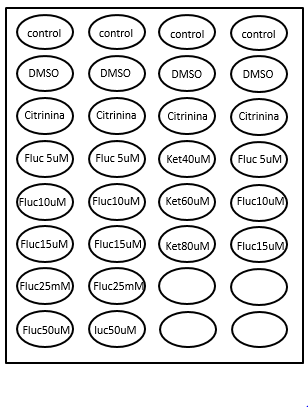 control control control control
DMSO DMSO DMSO DMSO
Citrinina Citrinina Citrinina Citrinina
Fluc 5uM Fluc 5uM Ket40uM Fluc 5uM
Fluc10uM Fluc10uM Ket60uM Fluc10uM
Fluc15uM Fluc15uM Ket80uM Fluc15uM
Fluc25mM Fluc25mM
Fluc50uM luc50uM